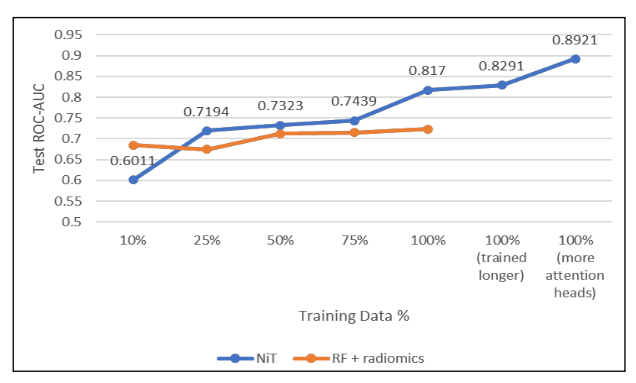 0.95
0.9
0.85
0.8
0.75
0.7
0.65
0.6
0.55
0.5
Test ROC-AUC
0.6011
0.7194
0.7323
0.7439
0.817
0.8291
0.8921
10%
25%
50%
75%
100%
100%
(trained
longer)
100%
(more
attention
heads)
Training Data %
NiT
RF + radiomics